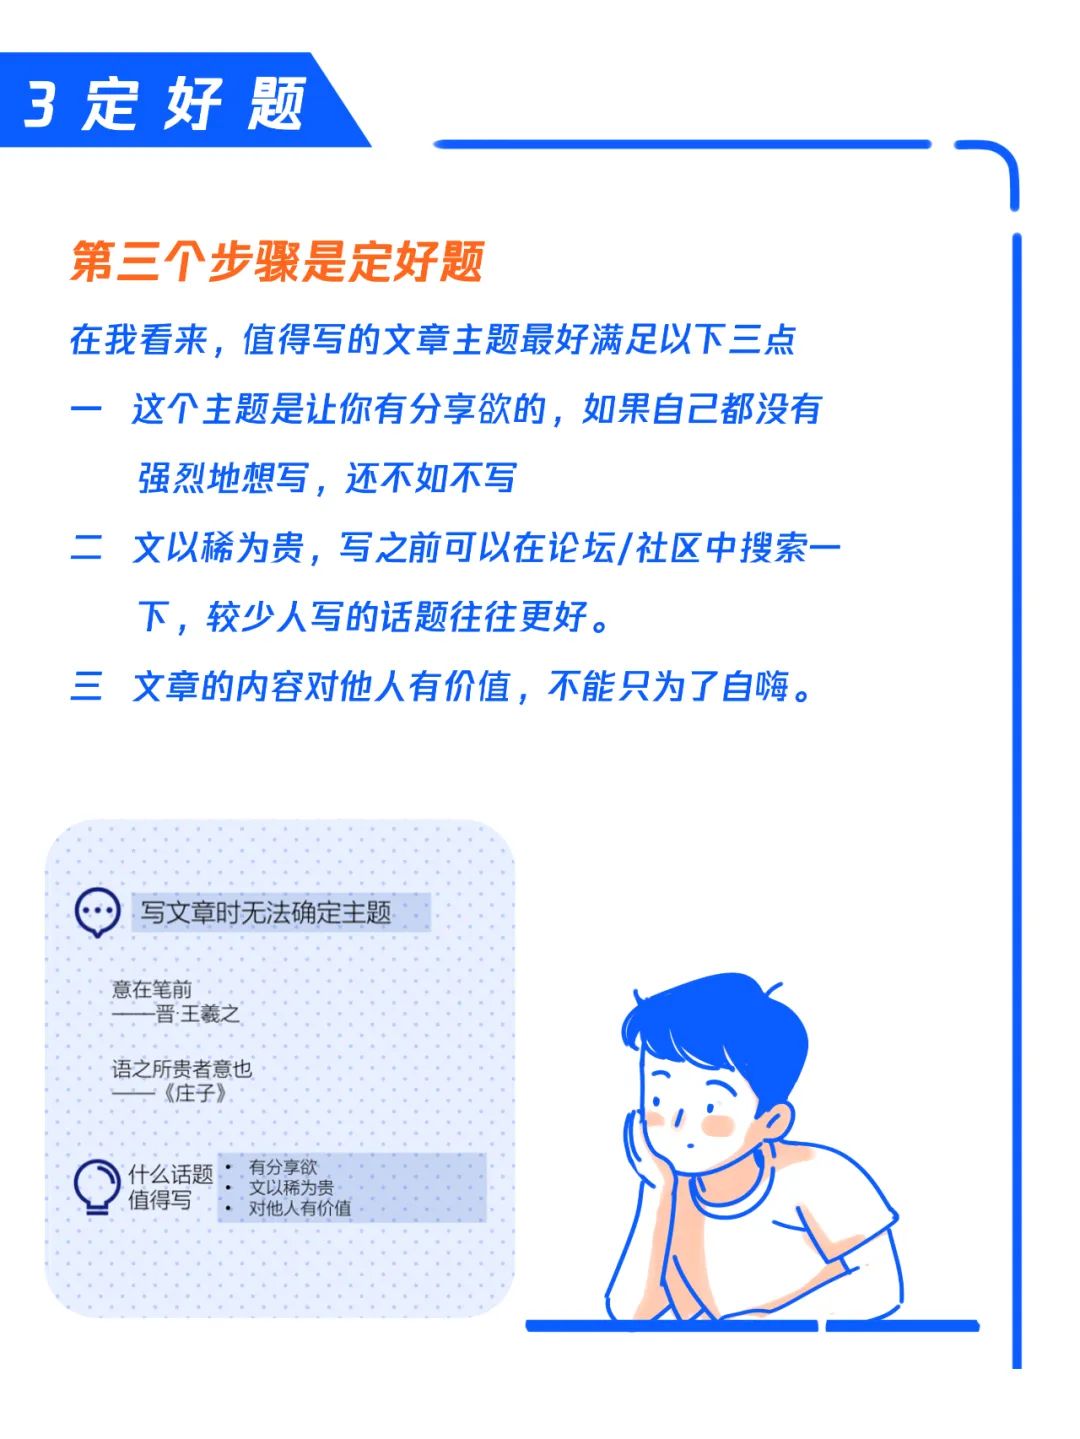 3 定 好 题
第三个步骤是定好题
在我看来，值得写的文章主题最好满足以下三点
一 这个主题是让你有分享欲的，如果自己都没有
强烈地想写，还不如不写
二 文以稀为贵，写之前可以在论坛/社区中搜索一
下，较少人写的话题往往更好。
三 文章的内容对他人有价值，不能只为了自嗨。
写文章时无法确定主题
意在笔前
——晋·王羲之
语之所贵者意也
——《庄子》
什么话题
值得写
• 有分享欲
• 文以稀为贵
• 对他人有价值